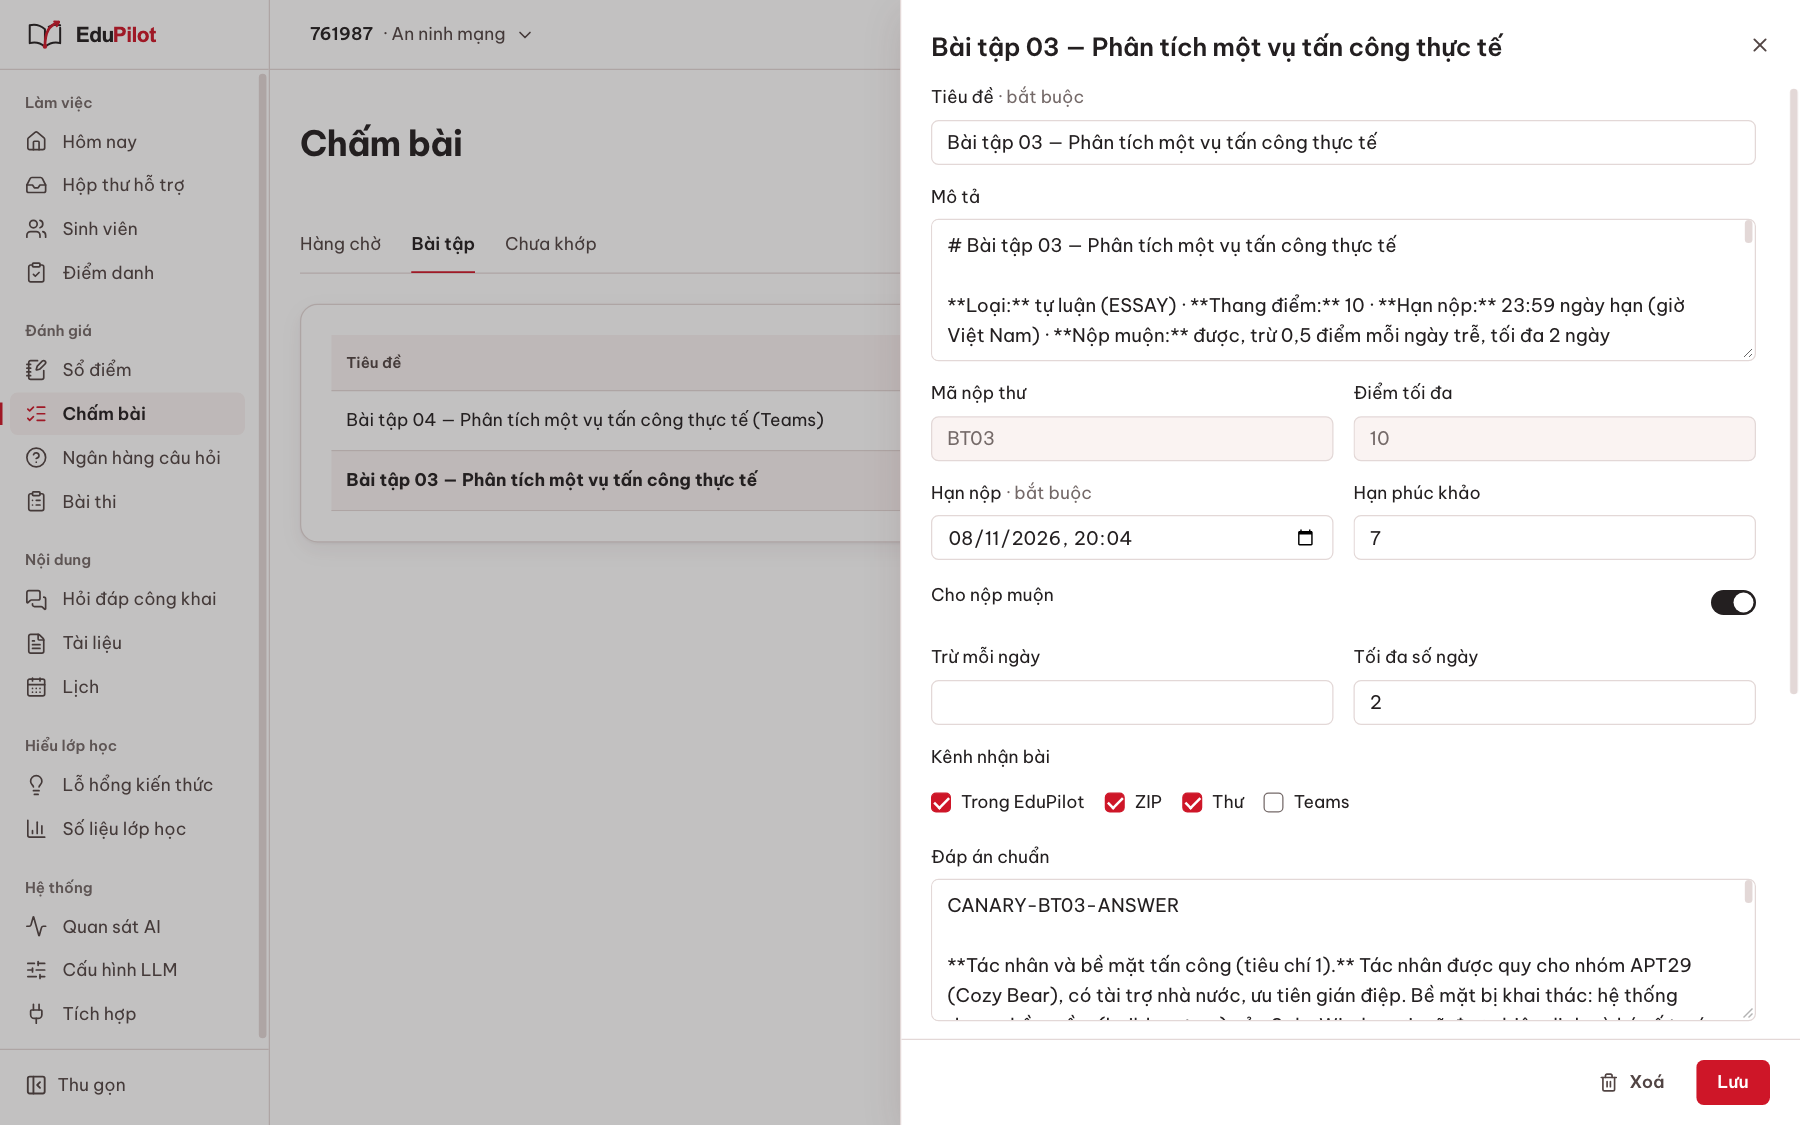 EduPilot
761987 · An ninh mạng
Làm việc
Hôm nay
Hộp thư hỗ trợ
Sinh viên
Điểm danh
Đánh giá
Sổ điểm
Chấm bài
Ngân hàng câu hỏi
Bài thi
Nội dung
Hỏi đáp công khai
Tài liệu
Lịch
Hiểu lớp học
Lỗ hổng kiến thức
Số liệu lớp học
Hệ thống
Quan sát AI
Cấu hình LLM
Tích hợp
Thu gọn
Chấm bài
Hàng chờ Bài tập Chưa khớp
Tiêu đề
Bài tập 04 — Phân tích một vụ tấn công thực tế (Teams)
Bài tập 03 — Phân tích một vụ tấn công thực tế
Bài tập 03 — Phân tích một vụ tấn công thực tế
Tiêu đề · bắt buộc
Bài tập 03 — Phân tích một vụ tấn công thực tế
Mô tả
# Bài tập 03 — Phân tích một vụ tấn công thực tế
**Loại:** tự luận (ESSAY) · **Thang điểm:** 10 · **Hạn nộp:** 23:59 ngày hạn (giờ
Việt Nam) · **Nộp muộn:** được, trừ 0,5 điểm mỗi ngày trễ, tối đa 2 ngày
Mã nộp thư Điểm tối đa
BT03 10
Hạn nộp · bắt buộc Hạn phúc khảo
08/11/2026, 20:04 7
Cho nộp muộn
Trừ mỗi ngày Tối đa số ngày
2
Kênh nhận bài
Trong EduPilot ZIP Thư Teams
Đáp án chuẩn
CANARY-BT03-ANSWER
**Tác nhân và bề mặt tấn công (tiêu chí 1).** Tác nhân được quy cho nhóm APT29
(Cozy Bear), có tài trợ nhà nước, ưu tiên gián điệp. Bề mặt bị khai thác: hệ thống
Xoá Lưu